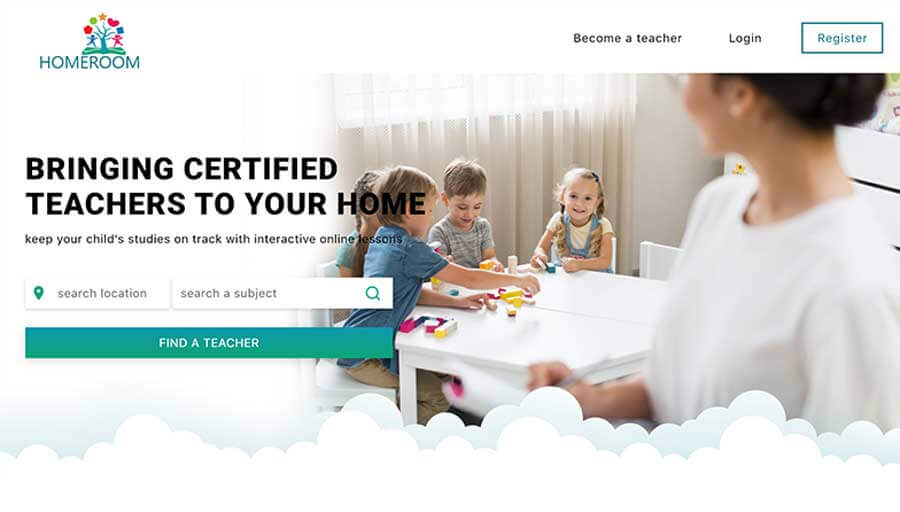 HOMEROOM
Become a teacher
Login
Register
BRINGING CERTIFIED
TEACHERS TO YOUR HOME
keep your child's studies on track with interactive online lessons
search location
search a subject
FIND A TEACHER